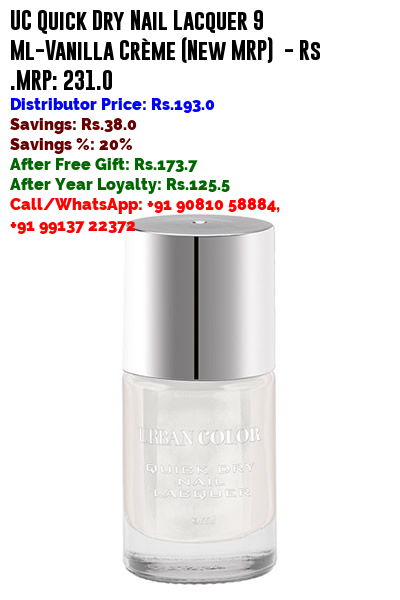 UC Quick Dry Nail Lacquer 9
Ml-Vanilla Crème (New MRP) - Rs
.MRP: 231.0
Distributor Price: Rs.193.0
Savings: Rs.38.0
Savings %: 20%
After Free Gift: Rs.173.7
After Year Loyalty: Rs.125.5
Call/WhatsApp: +91 90810 58884,
+91 99137 22372
URBAN COLOR
QUICK DRY
NAIL
LACQUER
9ml